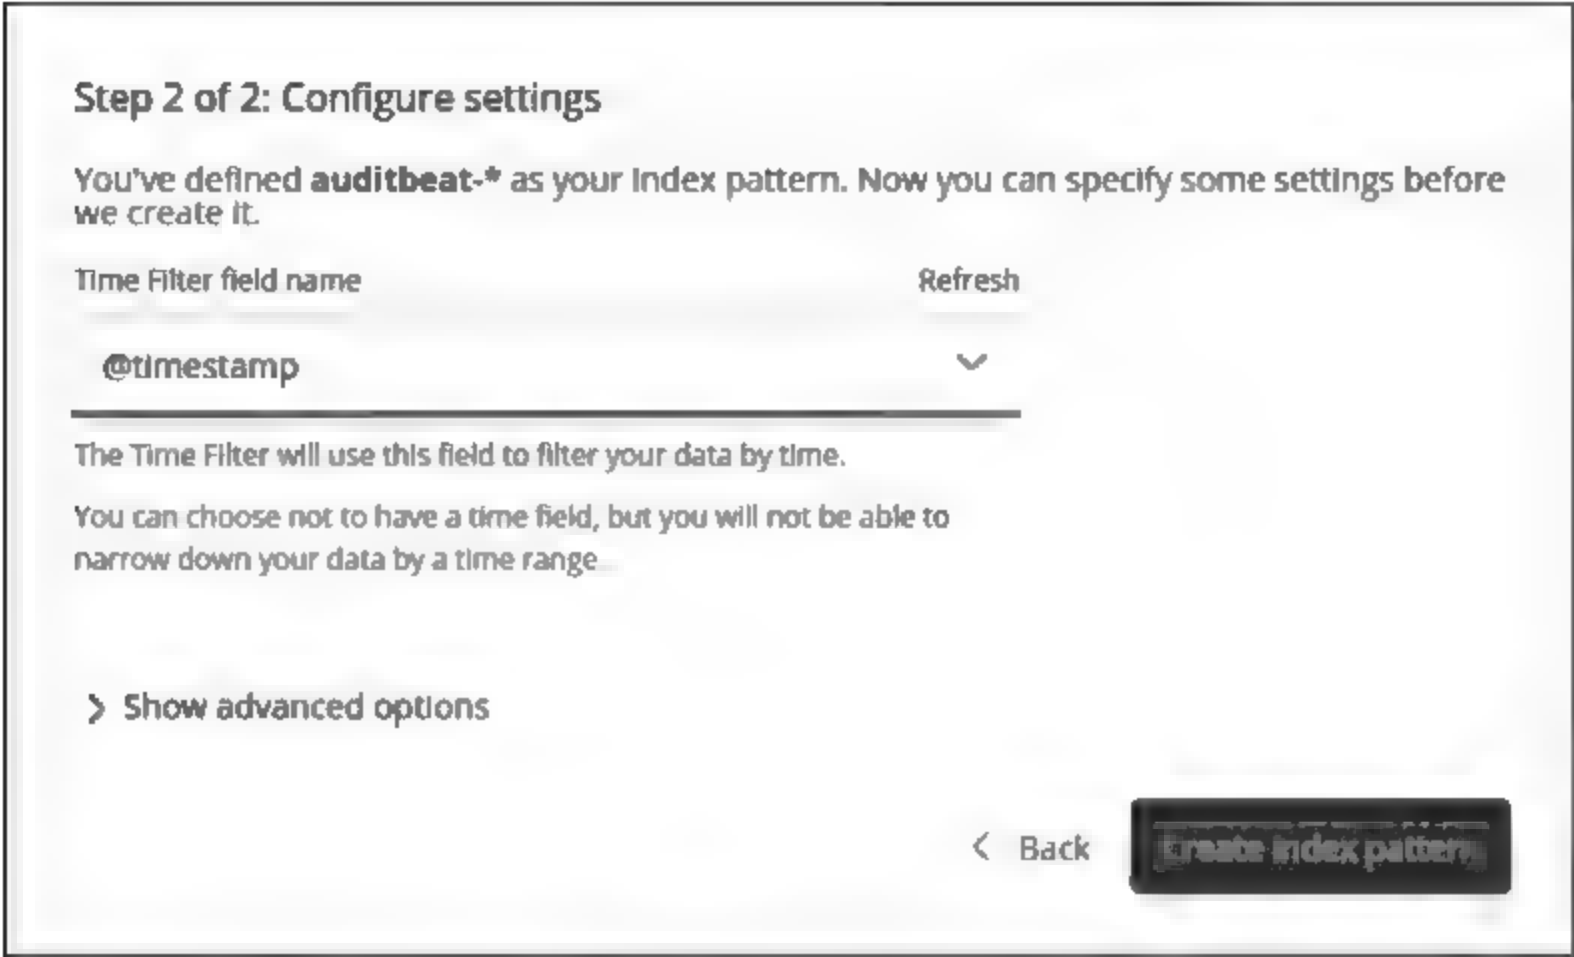 Step 2 of 2: Configure settings
You've defined auditbeat-* as your index pattern. Now you can specify some settings before
we create it.
Time Filter field name Refresh
@timestamp
The Time Filter will use this field to filter your data by time.
You can choose not to have a time field, but you will not be able to
narrow down your data by a time range.
Show advanced options
Back Create index pattern